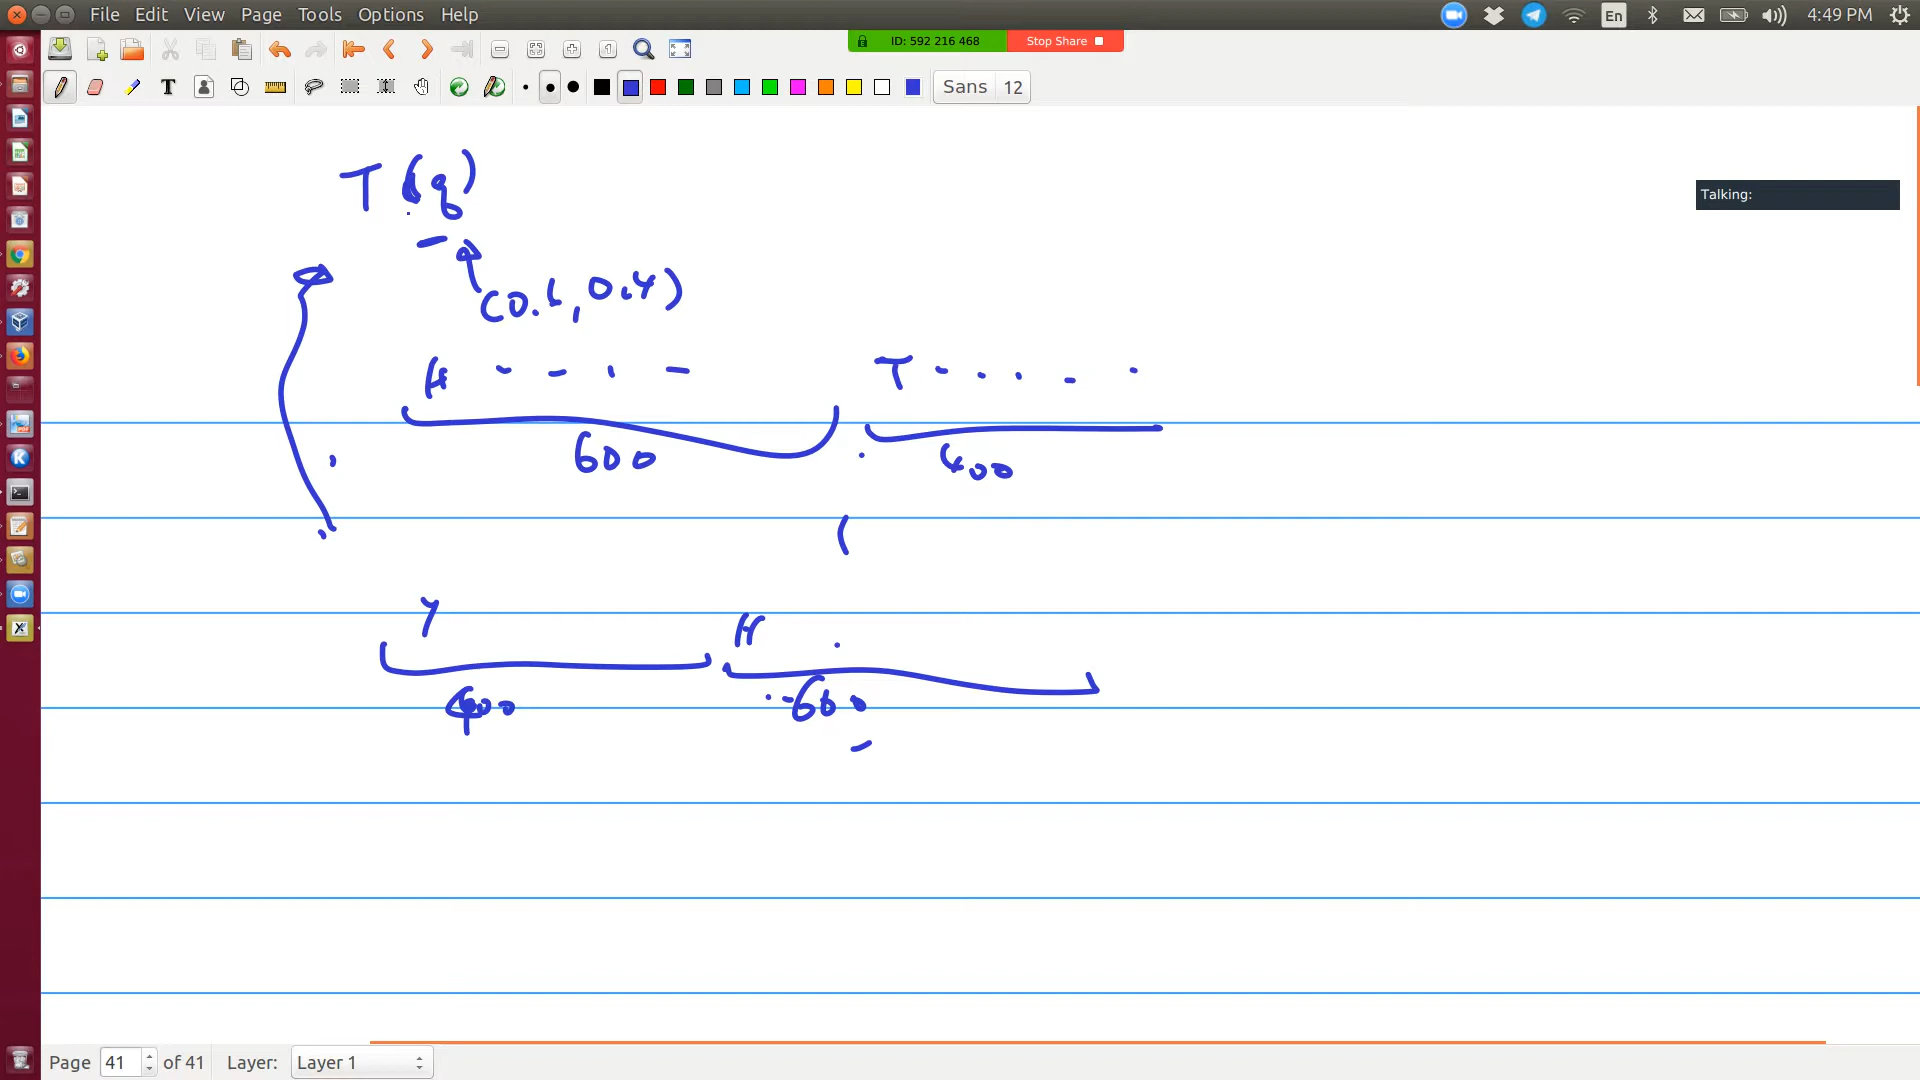 File Edit View Page Tools Options Help
En 4:49 PM
ID: 592 216 468 Stop Share
Sans 12
Talking:
T (q)
(0.6, 0.4)
H T
600 400
T H
400 600
Page 41 of 41 Layer: Layer 1